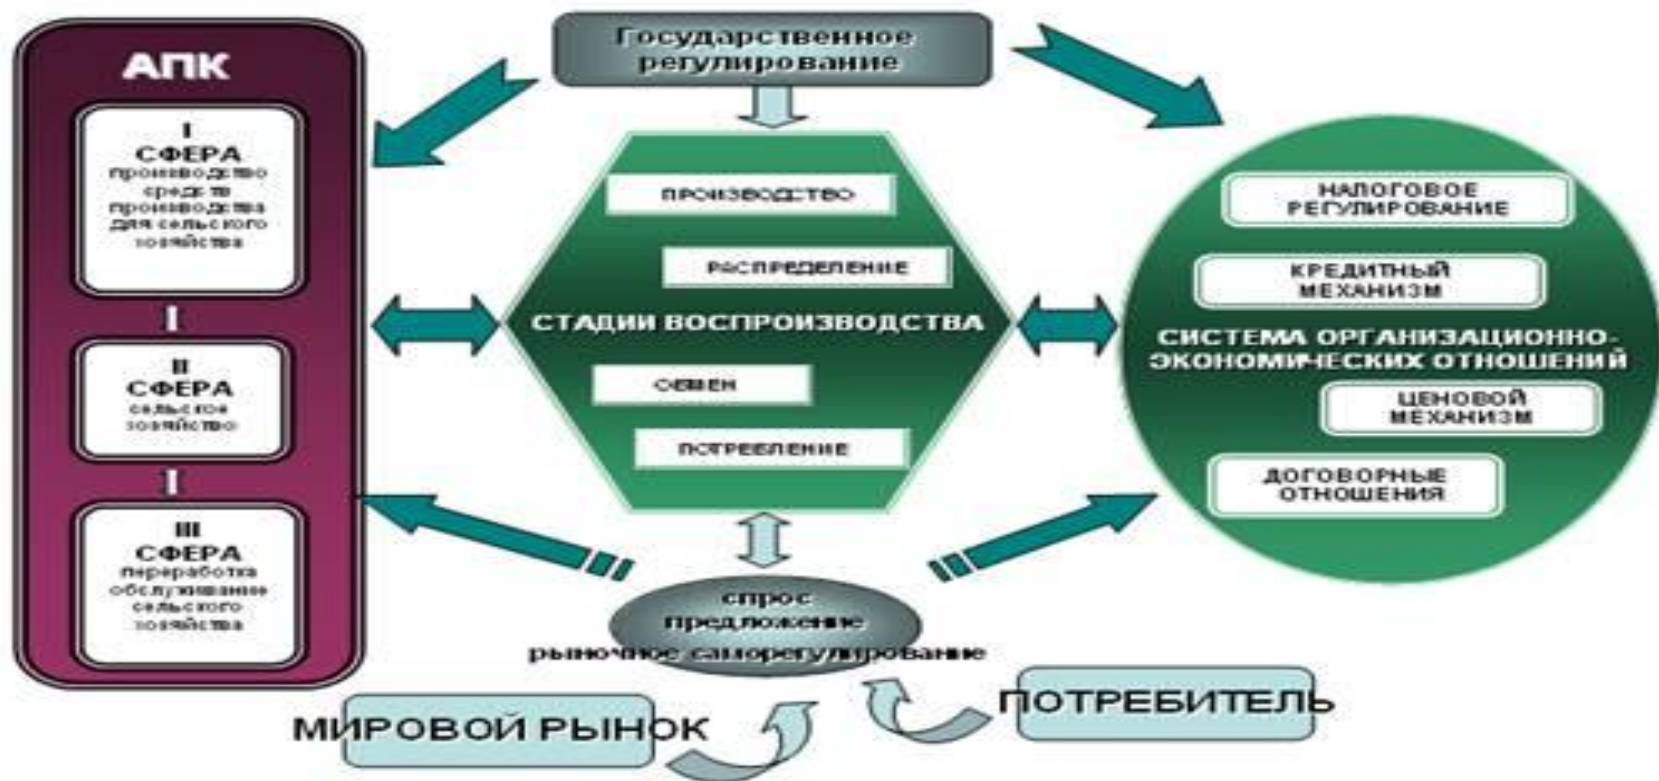 Государственное
регулирование
АПК
I
СФЕРА
производство
средств
производства
для сельского
хозяйства
II
СФЕРА
сельское
хозяйство
III
СФЕРА
переработка
обслуживание
сельского
хозяйства
ПРОИЗВОДСТВО
РАСПРЕДЕЛЕНИЕ
СТАДИИ ВОСПРОИЗВОДСТВА
ОБМЕН
ПОТРЕБЛЕНИЕ
НАЛОГОВОЕ
РЕГУЛИРОВАНИЕ
КРЕДИТНЫЙ
МЕХАНИЗМ
СИСТЕМА ОРГАНИЗАЦИОННО-
ЭКОНОМИЧЕСКИХ ОТНОШЕНИЙ
ЦЕНОВОЙ
МЕХАНИЗМ
ДОГОВОРНЫЕ
ОТНОШЕНИЯ
спрос
предложение
рыночное саморегулирование
МИРОВОЙ РЫНОК
ПОТРЕБИТЕЛЬ